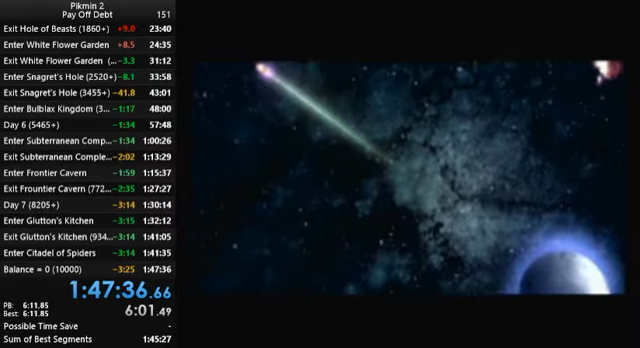 Pikmin 2
Pay Off Debt 151
Exit Hole of Beasts (1860+) +9.0 23:40
Enter White Flower Garden +8.5 24:35
Exit White Flower Garden (... -3.3 31:12
Enter Snagret's Hole (2520+) -8.1 33:58
Exit Snagret's Hole (3455+) -41.8 43:01
Enter Bulblax Kingdom (3... -1:17 48:00
Day 6 (5465+) -1:34 57:48
Enter Subterranean Comp... -1:34 1:00:26
Exit Subterranean Comple... -2:02 1:13:29
Enter Frontier Cavern -1:59 1:15:37
Exit Frountier Cavern (772... -2:35 1:27:27
Day 7 (8205+) -3:14 1:30:14
Enter Glutton's Kitchen -3:15 1:32:12
Exit Glutton's Kitchen (934... -3:14 1:41:05
Enter Citadel of Spiders -3:14 1:41:35
Balance = 0 (10000) -3:25 1:47:36
1:47:36.66
PB: 6:11.85
Best: 6:11.85
6:01.49
Possible Time Save -
Sum of Best Segments 1:45:27